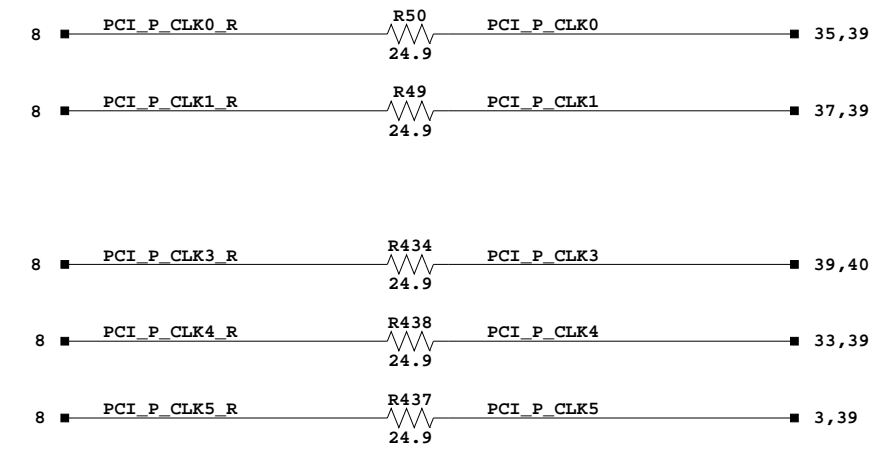 R50
8 PCI_P_CLK0_R PCI_P_CLK0 35,39
24.9
R49
8 PCI_P_CLK1_R PCI_P_CLK1 37,39
24.9
R434
8 PCI_P_CLK3_R PCI_P_CLK3 39,40
24.9
R438
8 PCI_P_CLK4_R PCI_P_CLK4 33,39
24.9
R437
8 PCI_P_CLK5_R PCI_P_CLK5 3,39
24.9